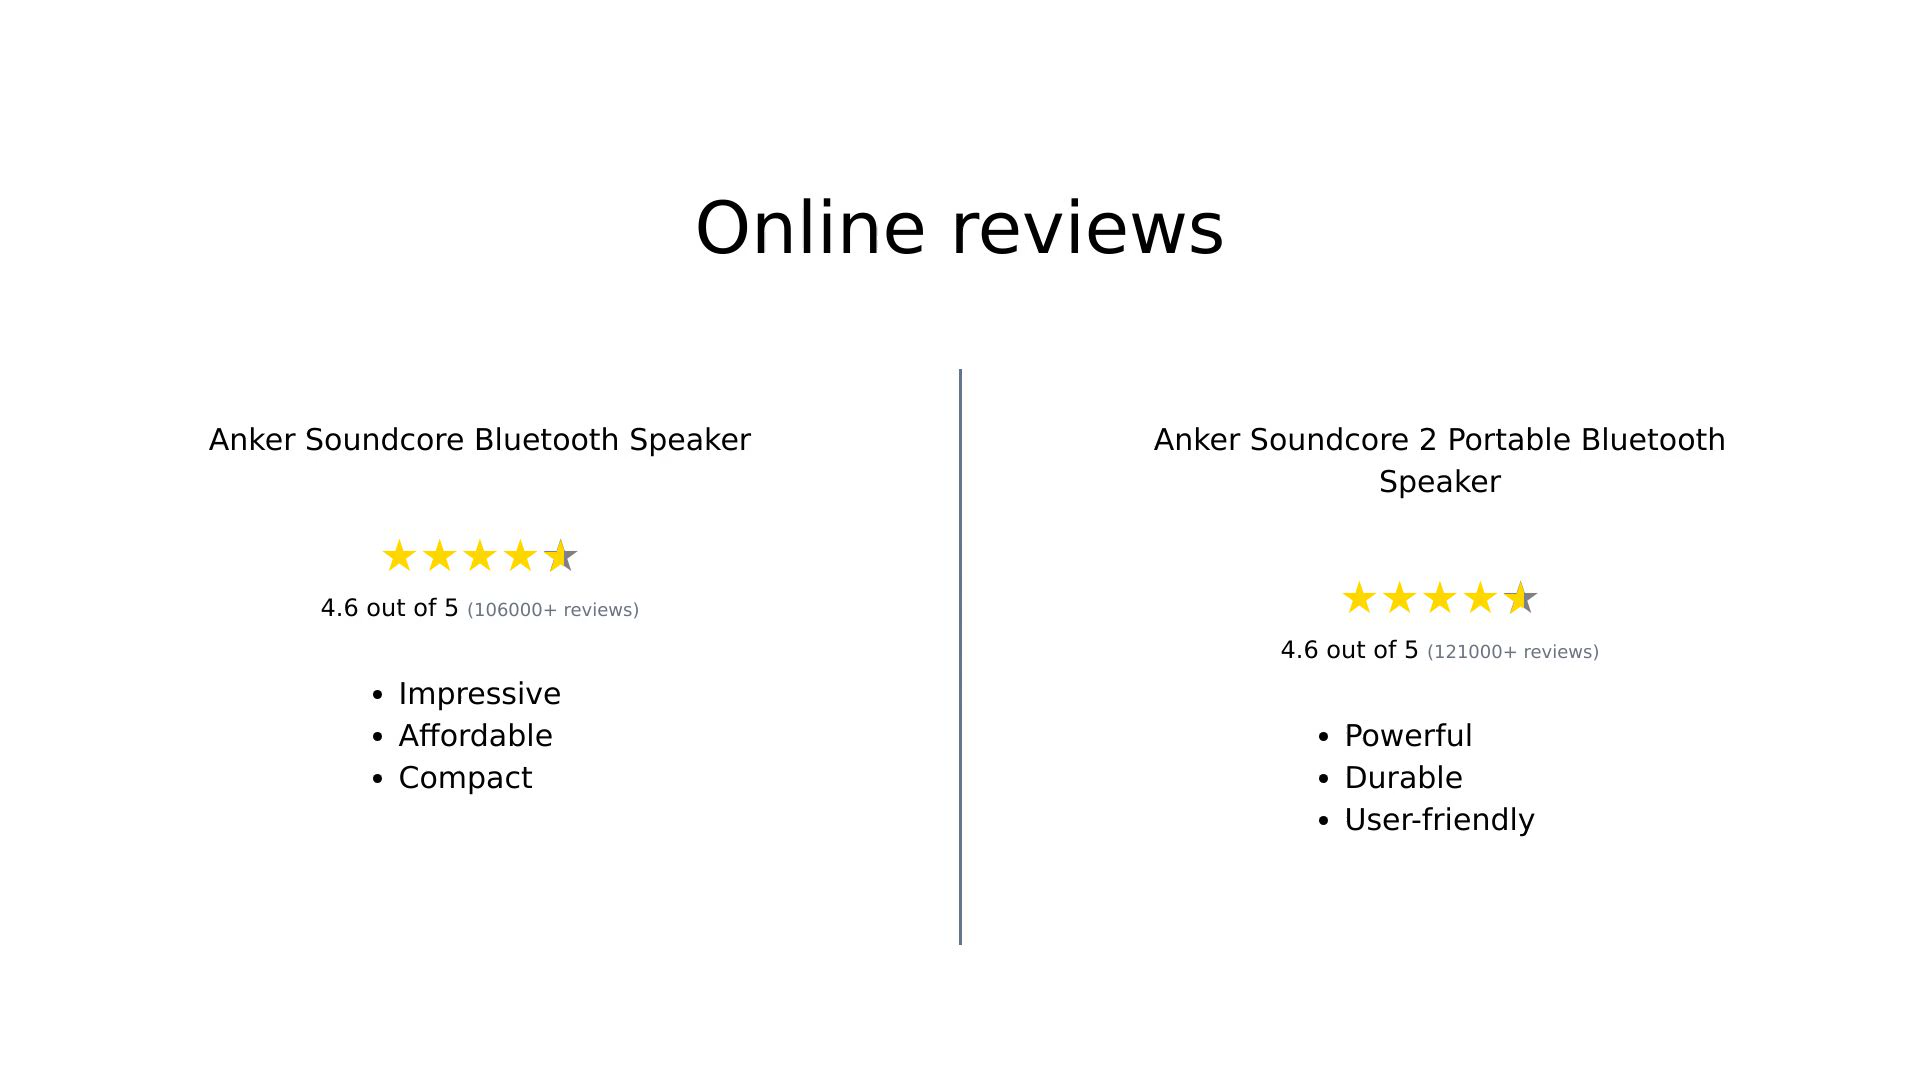 Online reviews
Anker Soundcore Bluetooth Speaker
4.6 out of 5 (106000+ reviews)
• Impressive
• Affordable
• Compact
Anker Soundcore 2 Portable Bluetooth
Speaker
4.6 out of 5 (121000+ reviews)
• Powerful
• Durable
• User-friendly